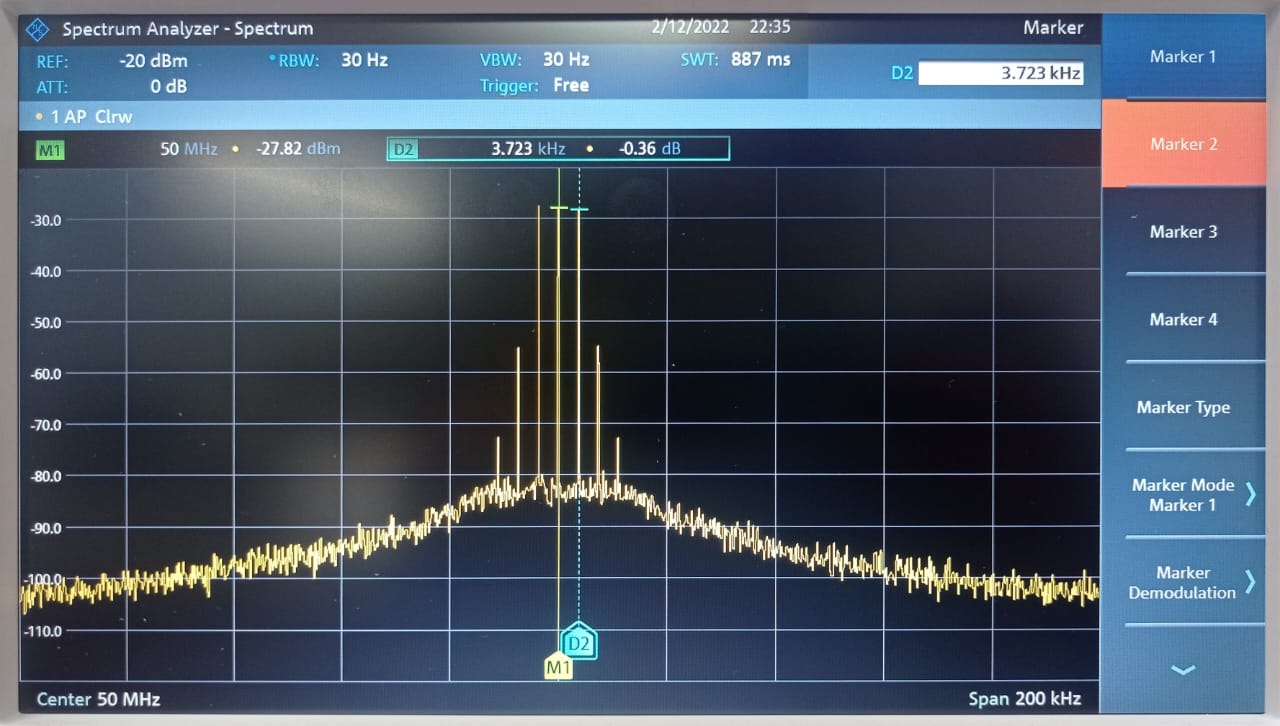 Spectrum Analyzer - Spectrum 2/12/2022 22:35 Marker
REF: -20 dBm RBW: 30 Hz VBW: 30 Hz SWT: 887 ms
ATT: 0 dB Trigger: Free
D2 3.723 kHz
1 AP Clrw
M1 50 MHz • -27.82 dBm D2 3.723 kHz • -0.36 dB
-30.0
-40.0
-50.0
-60.0
-70.0
-80.0
-90.0
-100.0
-110.0
D2
M1
Center 50 MHz Span 200 kHz
Marker 1
Marker 2
Marker 3
Marker 4
Marker Type
Marker Mode
Marker 1
Marker
Demodulation